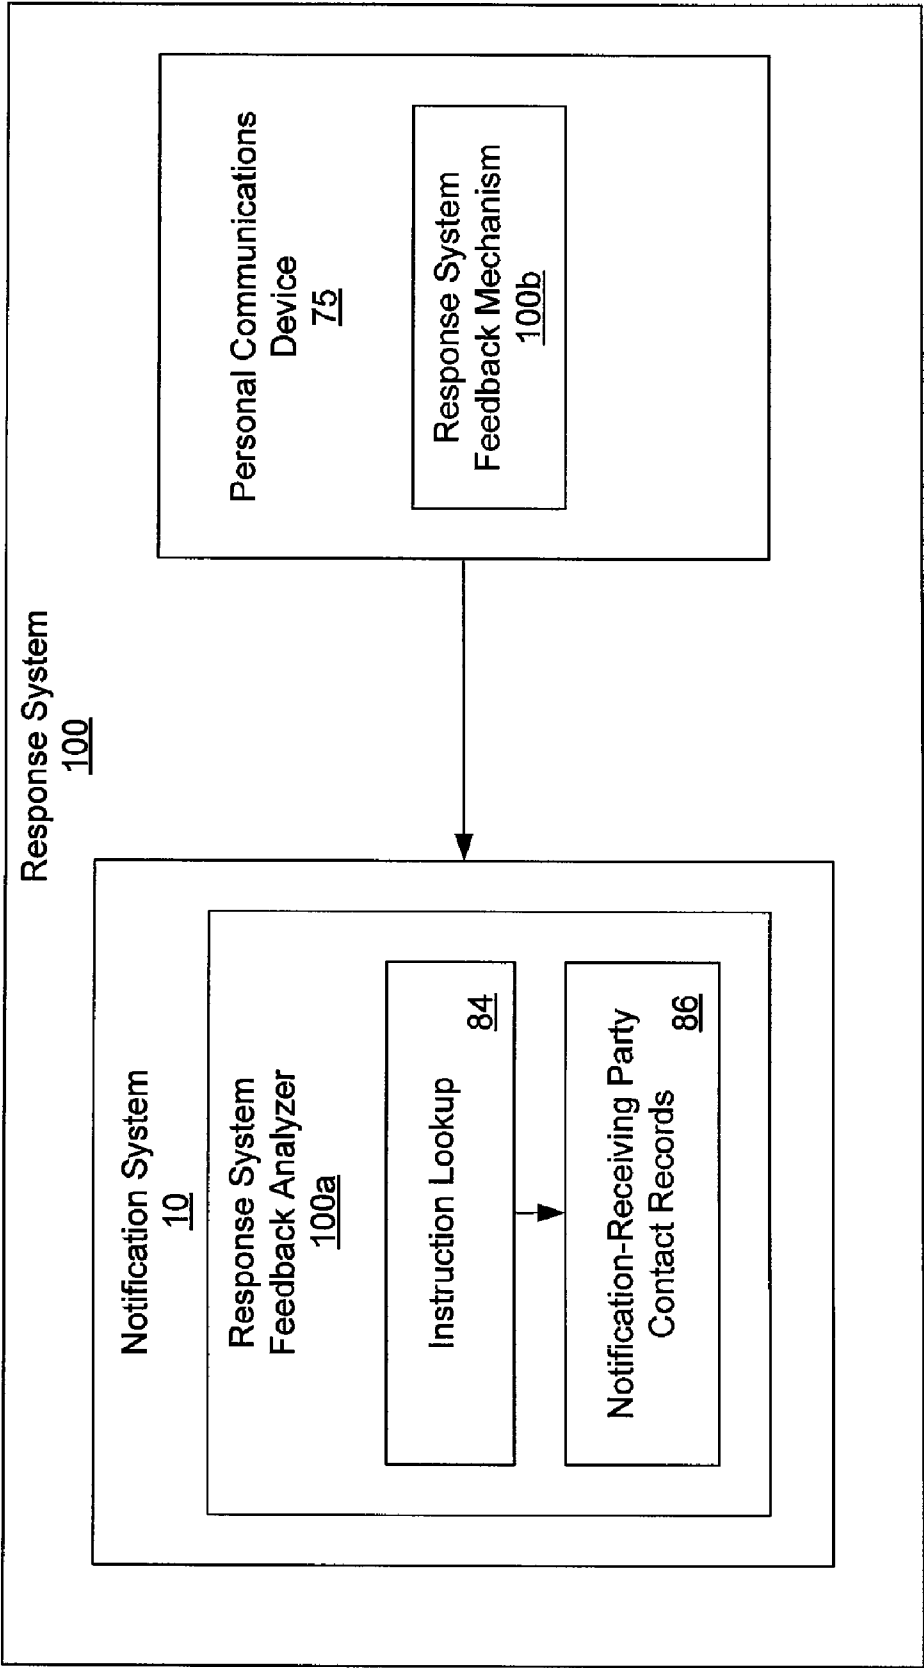 Response System
100
Notification System
10
Response System
Feedback Analyzer
100a
Instruction Lookup
84
Notification-Receiving Party
Contact Records
86
Personal Communications
Device
75
Response System
Feedback Mechanism
100b